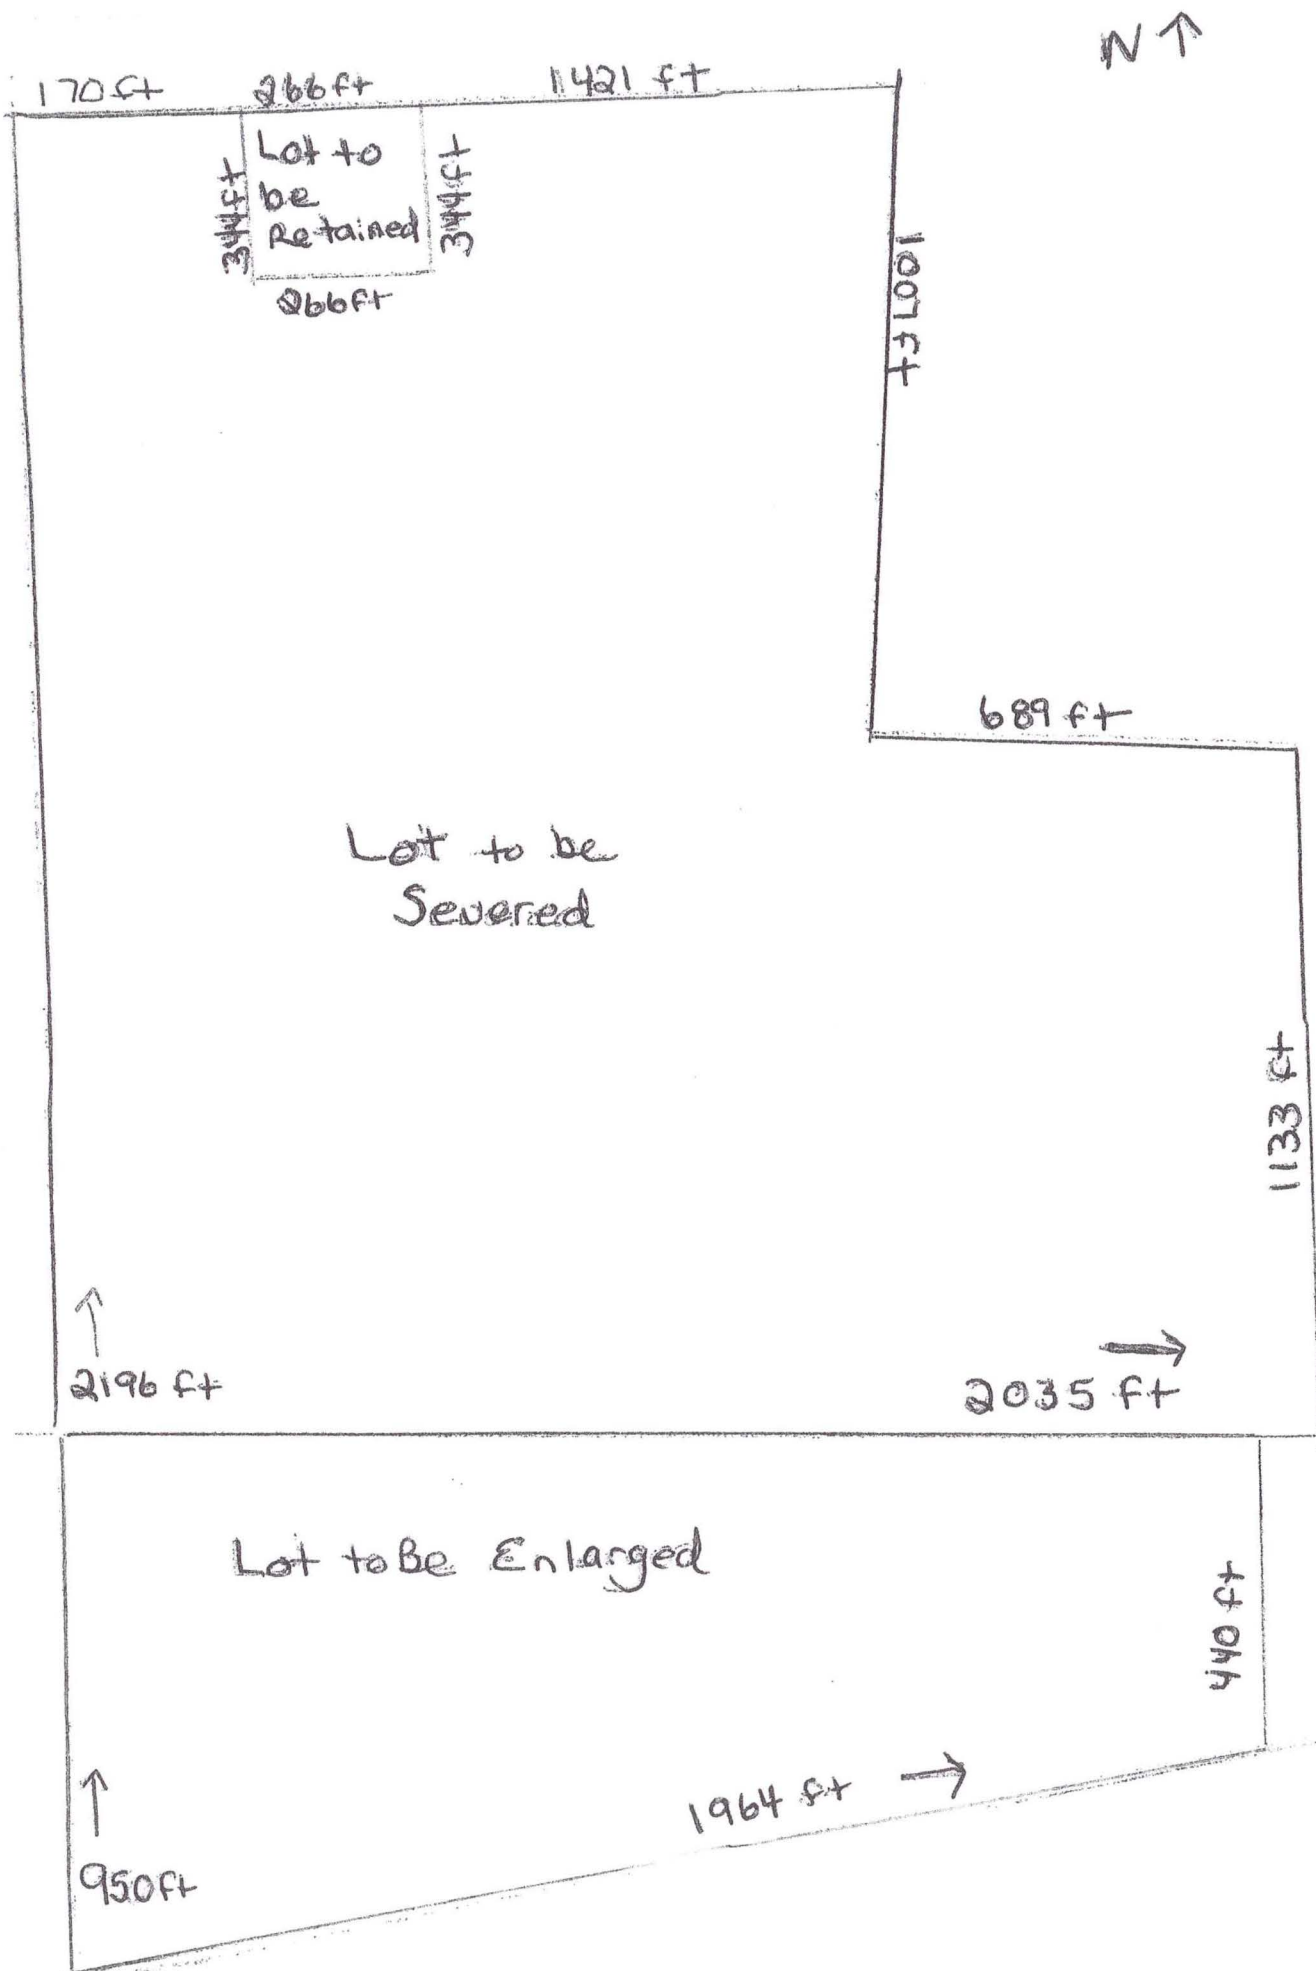 N
170 ft 266 ft 1421 ft
Lot to
be
Retained
344 ft
344 ft
266 ft
1007 ft
689 ft
Lot to be
Severed
1133 ft
2196 ft
2035 ft
Lot to Be Enlarged
440 ft
1964 ft
950 ft